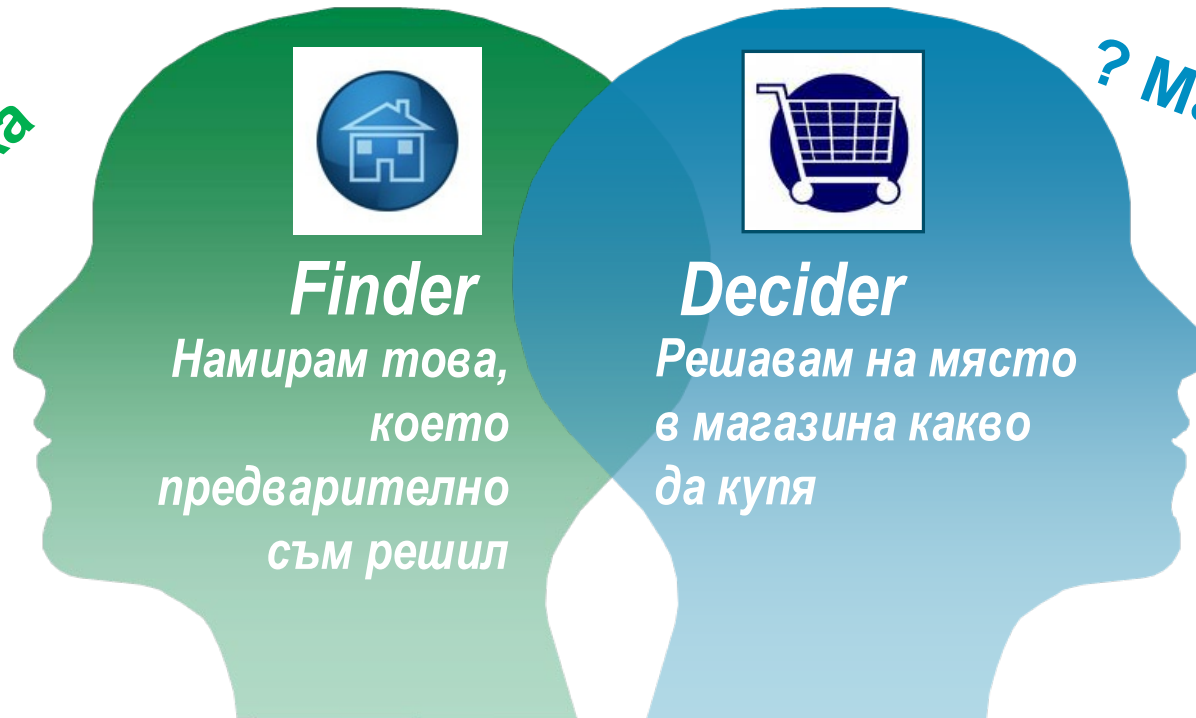 Finder
Намирам това,
което
предварително
съм решил
Decider
Решавам на място
в магазина какво
да купя
?